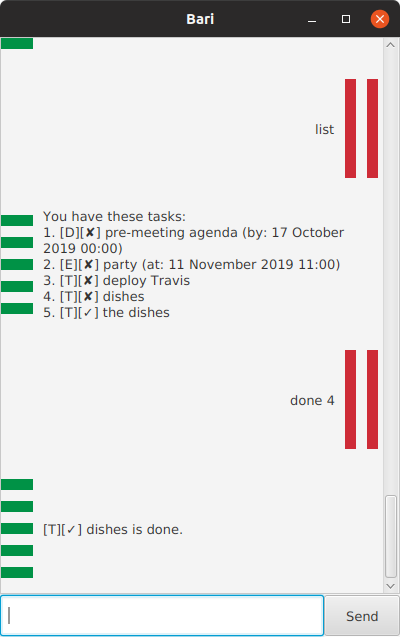 Bari
list
You have these tasks:
1. [D][✘] pre-meeting agenda (by: 17 October
2019 00:00)
2. [E][✘] party (at: 11 November 2019 11:00)
3. [T][✘] deploy Travis
4. [T][✘] dishes
5. [T][✓] the dishes
done 4
[T][✓] dishes is done.
Send